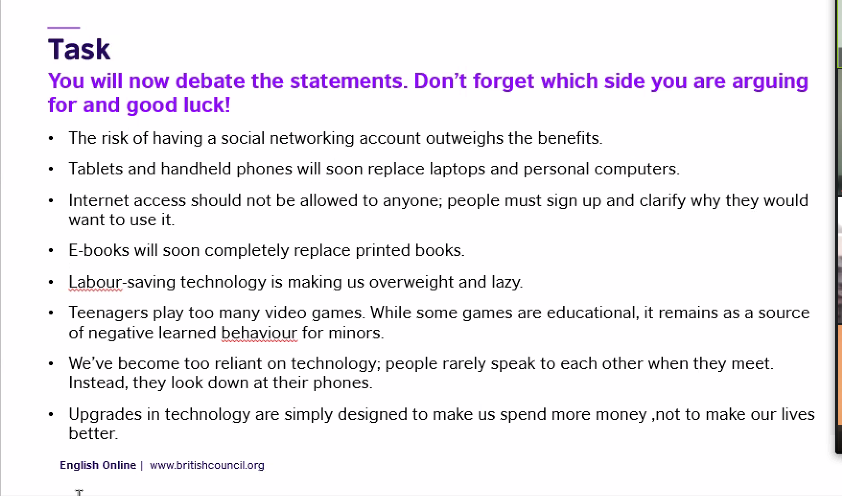 Task
You will now debate the statements. Don't forget which side you are arguing
for and good luck!
• The risk of having a social networking account outweighs the benefits.
• Tablets and handheld phones will soon replace laptops and personal computers.
• Internet access should not be allowed to anyone; people must sign up and clarify why they would
want to use it.
• E-books will soon completely replace printed books.
• Labour-saving technology is making us overweight and lazy.
• Teenagers play too many video games. While some games are educational, it remains as a source
of negative learned behaviour for minors.
• We've become too reliant on technology; people rarely speak to each other when they meet.
Instead, they look down at their phones.
• Upgrades in technology are simply designed to make us spend more money ,not to make our lives
better.
English Online | www.britishcouncil.org